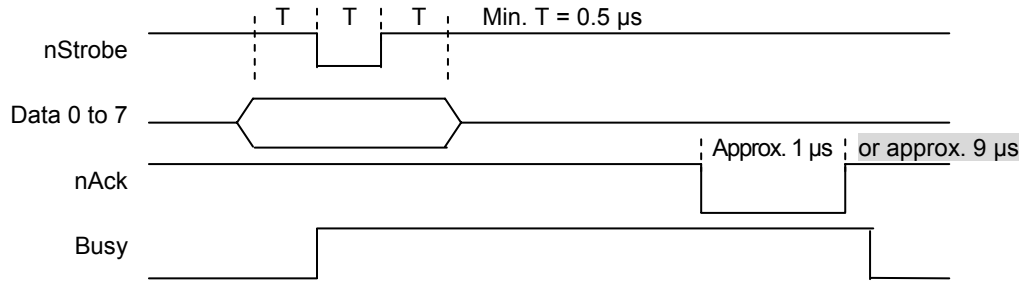 T T T Min. T = 0.5 µs
nStrobe
Data 0 to 7
Approx. 1 µs or approx. 9 µs
nAck
Busy